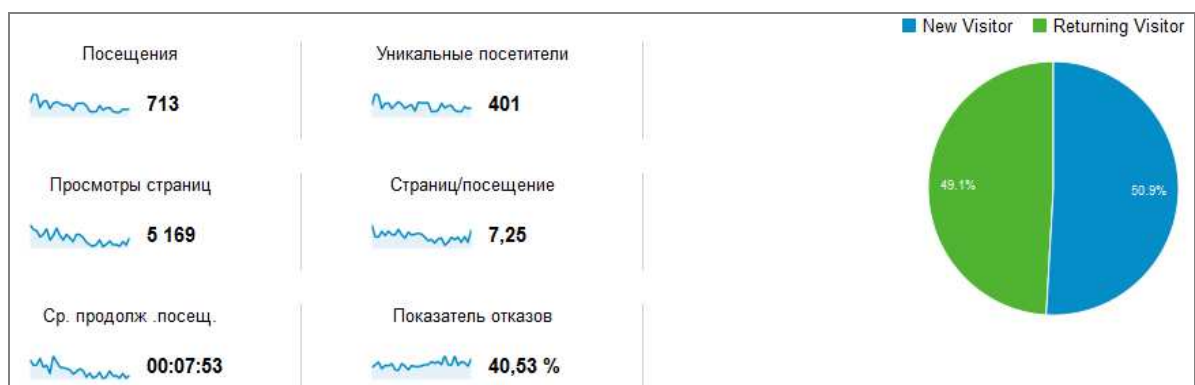 New Visitor Returning Visitor
Посещения Уникальные посетители
713 401
Просмотры страниц Страниц/посещение
5 169 7,25
49.1% 50.9%
Ср. продолж .посещ. Показатель отказов
00:07:53 40,53 %